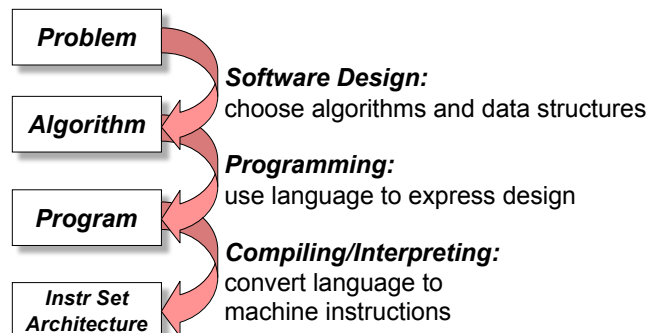 Problem
Software Design:
choose algorithms and data structures
Algorithm
Programming:
use language to express design
Program
Compiling/Interpreting:
convert language to
machine instructions
Instr Set
Architecture